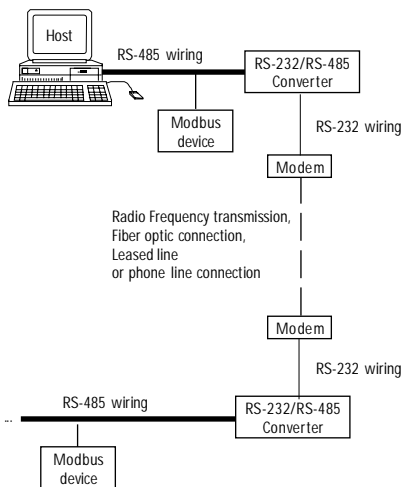 Host
RS-485 wiring
RS-232/RS-485
Converter
Modbus
device
RS-232 wiring
Modem
Radio Frequency transmission,
Fiber optic connection,
Leased line
or phone line connection
Modem
RS-232 wiring
RS-485 wiring
...
RS-232/RS-485
Converter
Modbus
device